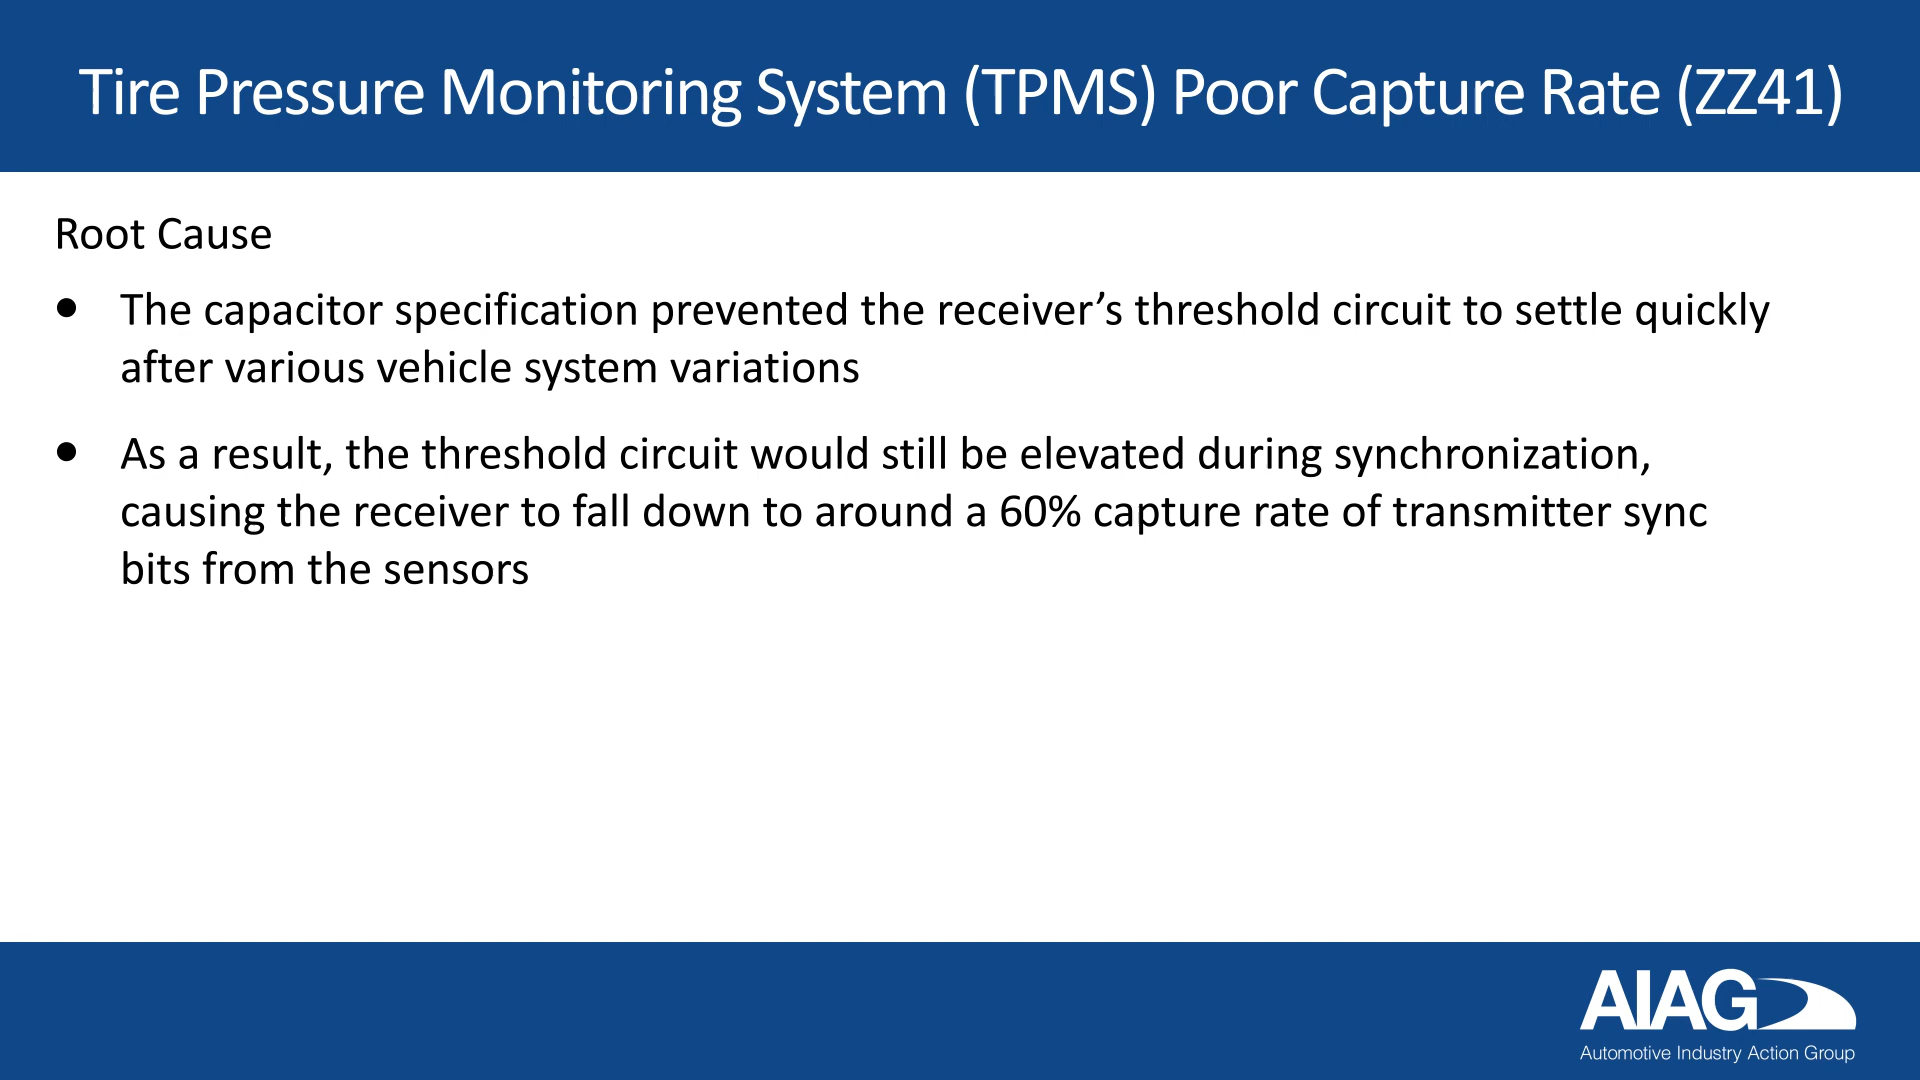 Tire Pressure Monitoring System (TPMS) Poor Capture Rate (ZZ41)
Root Cause
• The capacitor specification prevented the receiver’s threshold circuit to settle quickly
after various vehicle system variations
• As a result, the threshold circuit would still be elevated during synchronization,
causing the receiver to fall down to around a 60% capture rate of transmitter sync
bits from the sensors
AIAG
Automotive Industry Action Group